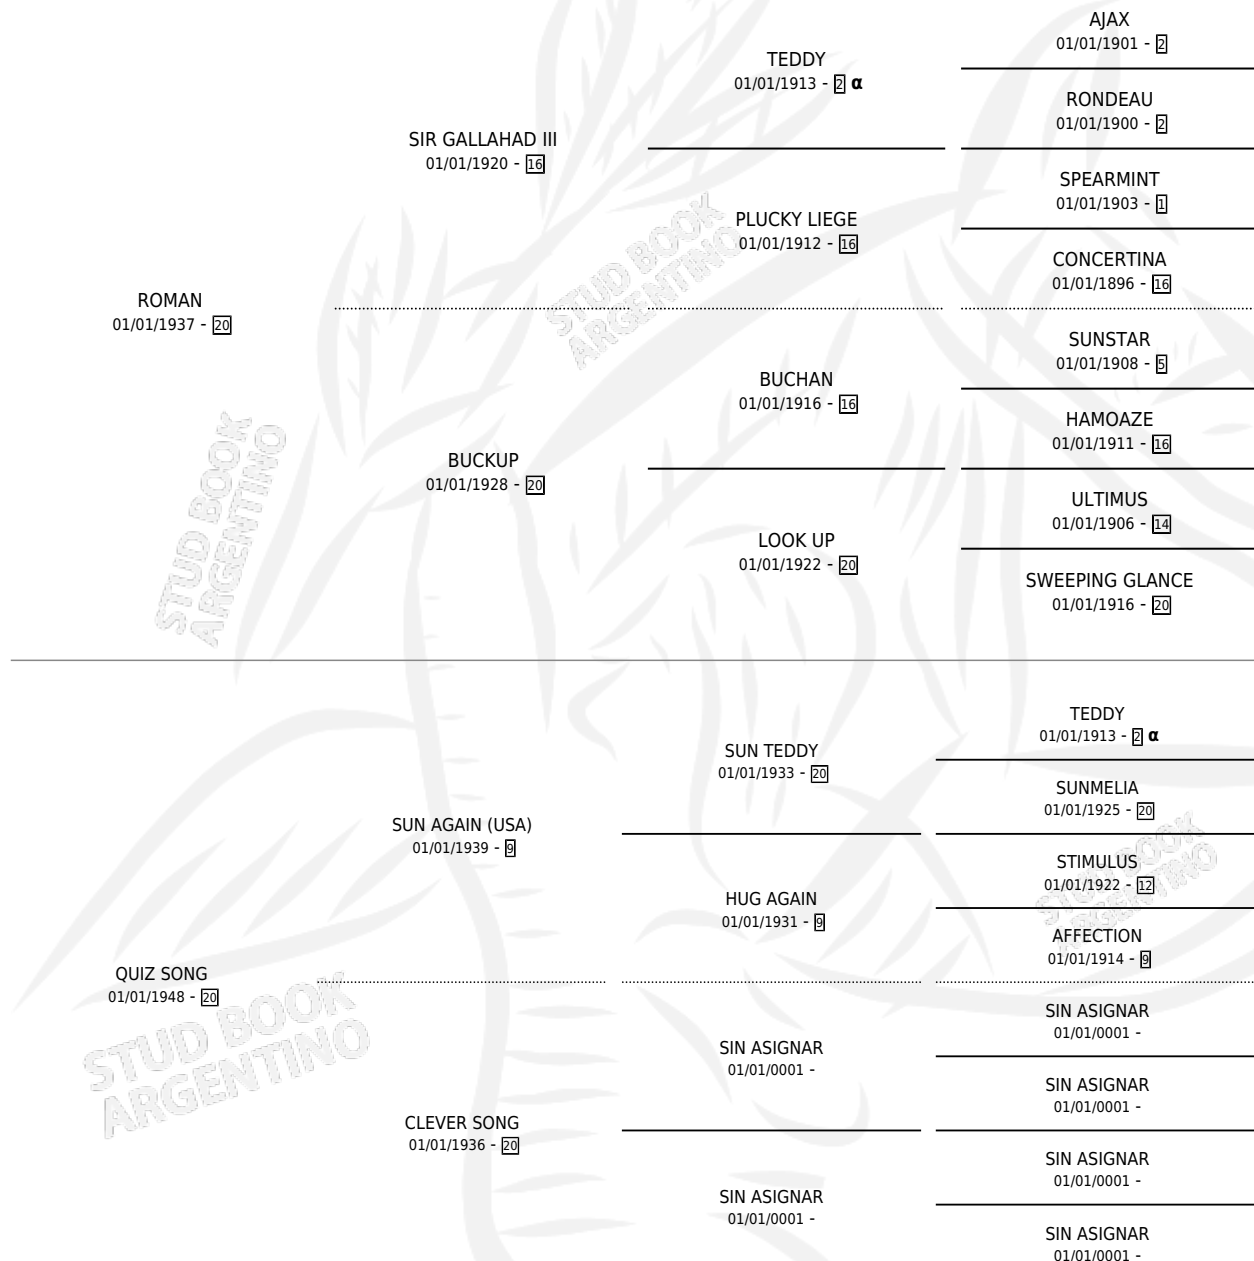 AJAX
01/01/1901 - 2
TEDDY
01/01/1913 - 2 α
RONDEAU
01/01/1900 - 2
SIR GALLAHAD III
01/01/1920 - 16
SPEARMINT
01/01/1903 - 1
PLUCKY LIEGE
01/01/1912 - 16
CONCERTINA
01/01/1896 - 16
ROMAN
01/01/1937 - 20
SUNSTAR
01/01/1908 - 5
BUCHAN
01/01/1916 - 16
HAMOAZE
01/01/1911 - 16
BUCKUP
01/01/1928 - 20
ULTIMUS
01/01/1906 - 14
LOOK UP
01/01/1922 - 20
SWEEPING GLANCE
01/01/1916 - 20
TEDDY
01/01/1913 - 2 α
SUN TEDDY
01/01/1933 - 20
SUNMELIA
01/01/1925 - 20
SUN AGAIN (USA)
01/01/1939 - 9
STIMULUS
01/01/1922 - 12
HUG AGAIN
01/01/1931 - 9
AFFECTION
01/01/1914 - 9
QUIZ SONG
01/01/1948 - 20
SIN ASIGNAR
01/01/0001 -
SIN ASIGNAR
01/01/0001 -
SIN ASIGNAR
01/01/0001 -
CLEVER SONG
01/01/1936 - 20
SIN ASIGNAR
01/01/0001 -
SIN ASIGNAR
01/01/0001 -
SIN ASIGNAR
01/01/0001 -
STUD BOOK
ARGENTINO
STUD BOOK
ARGENTINO
STUD BOOK
ARGENTINO
STUD BOOK
ARGENTINO